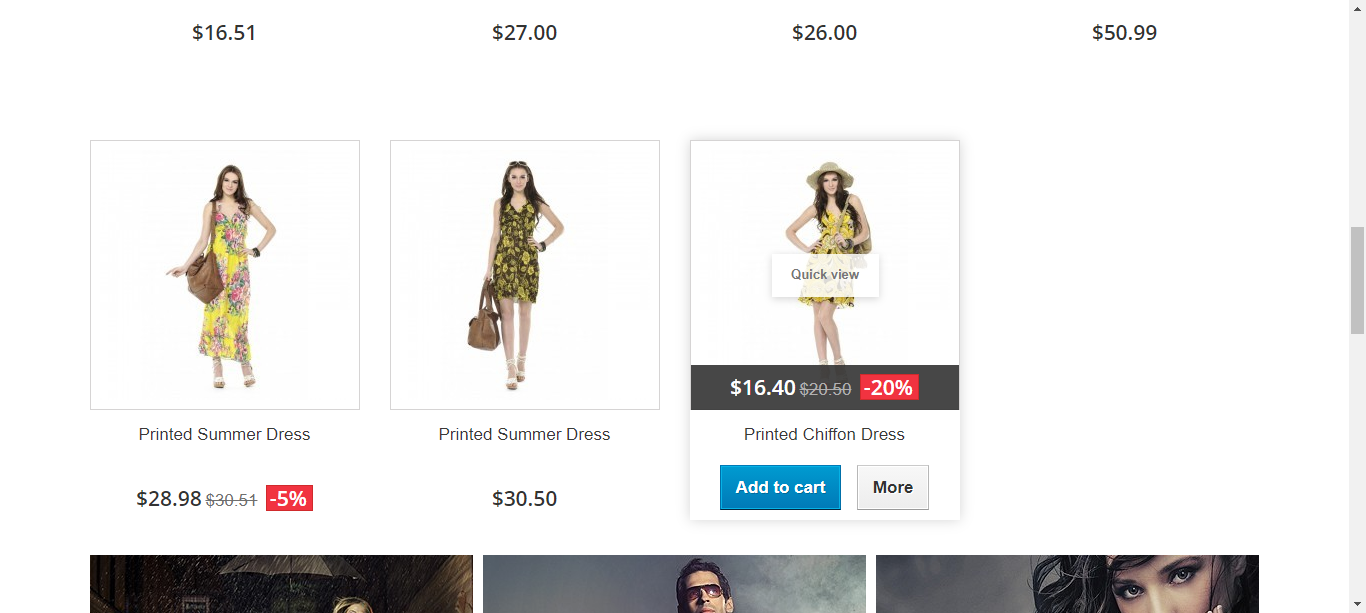 $16.51 $27.00 $26.00 $50.99
Quick view
$16.40 $20.50 -20%
Printed Summer Dress Printed Summer Dress Printed Chiffon Dress
Add to cart More
$28.98 $30.51 -5% $30.50